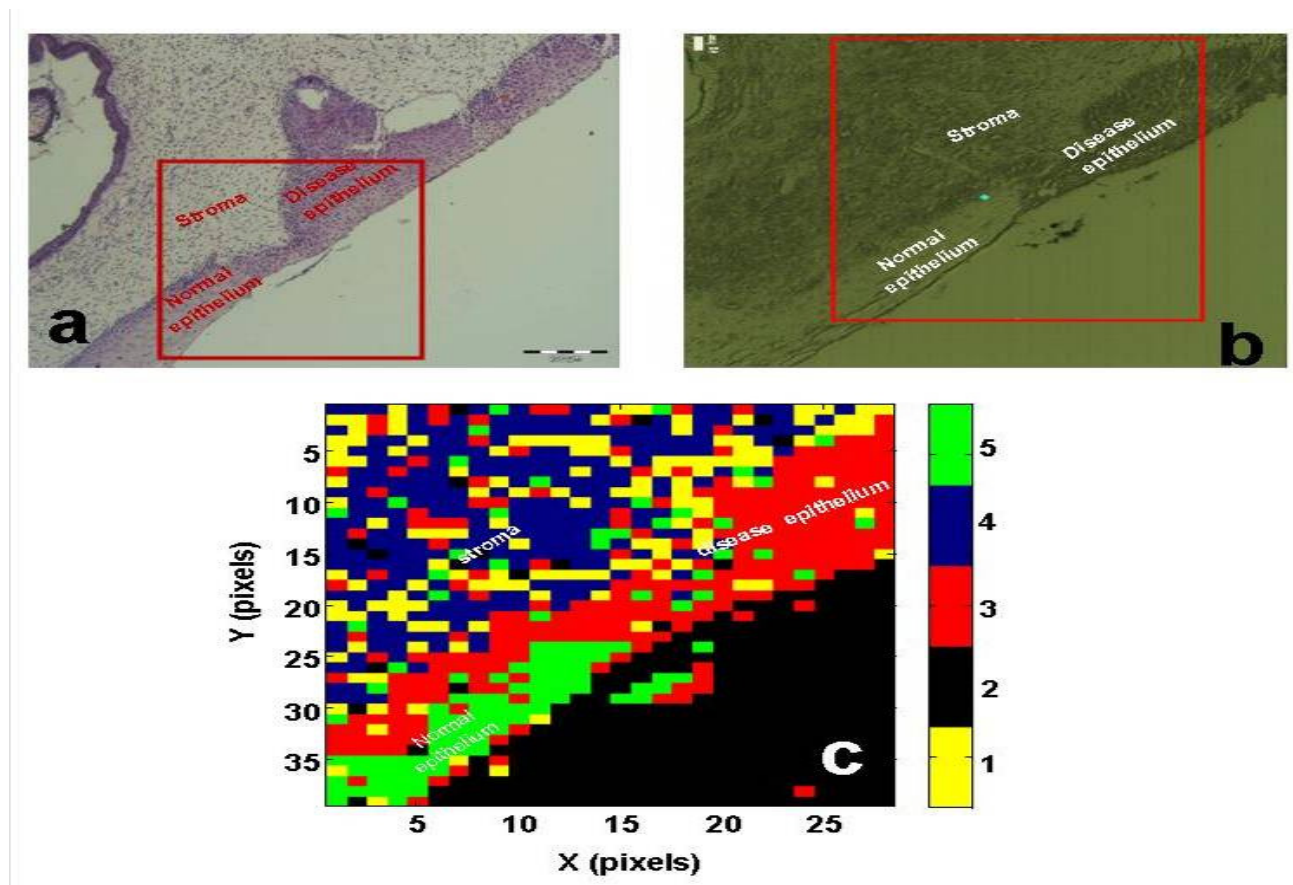 Stroma
Disease
epithelium
Normal
epithelium
a
Stroma
Disease
epithelium
Normal
epithelium
b
5
10
15
20
25
30
35
Y (pixels)
stroma
disease epithelium
Normal
epithelium
c
5
10
15
20
25
X (pixels)
5
4
3
2
1